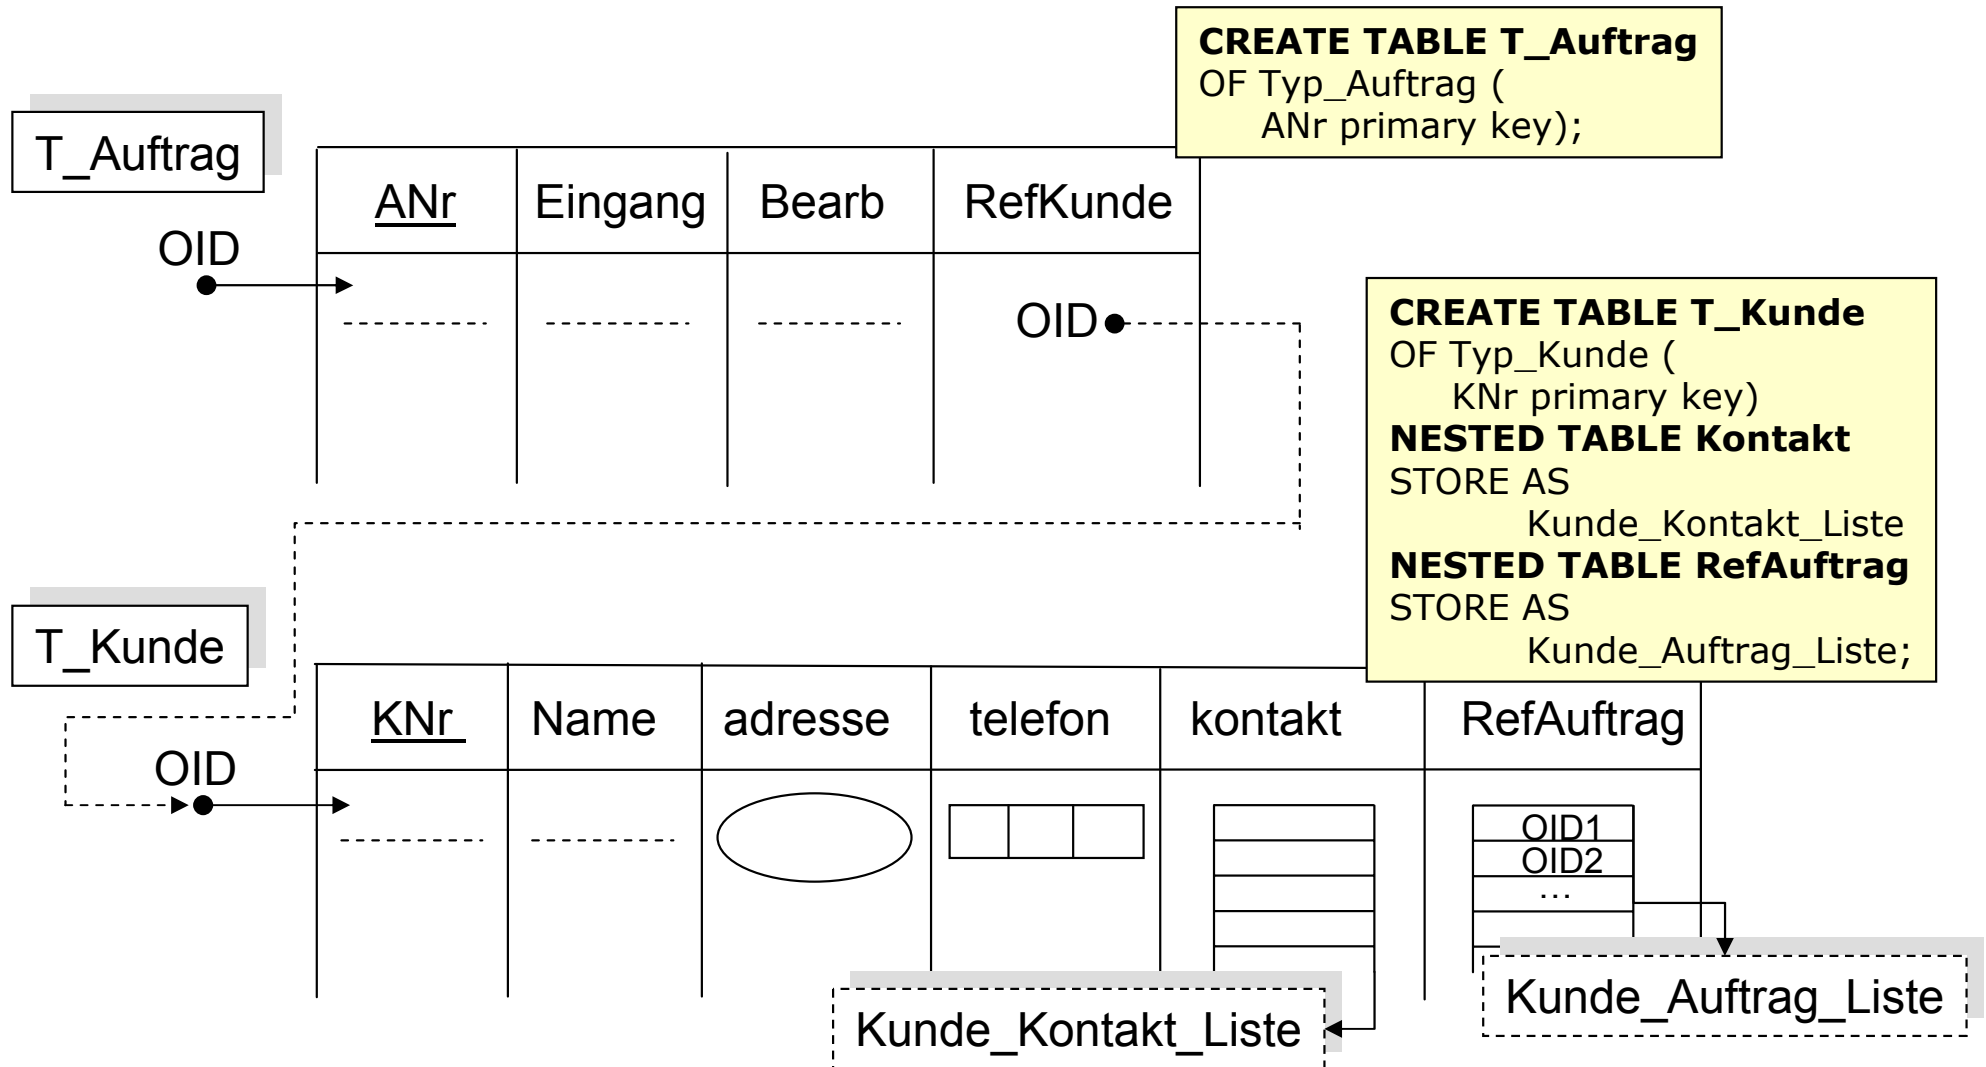 CREATE TABLE T_Auftrag
OF Typ_Auftrag (
ANr primary key);
T_Auftrag
ANr Eingang Bearb RefKunde
OID
OID
CREATE TABLE T_Kunde
OF Typ_Kunde (
KNr primary key)
NESTED TABLE Kontakt
STORE AS
Kunde_Kontakt_Liste
NESTED TABLE RefAuftrag
STORE AS
Kunde_Auftrag_Liste;
T_Kunde
KNr Name adresse telefon kontakt RefAuftrag
OID
OID1
OID2
...
Kunde_Auftrag_Liste
Kunde_Kontakt_Liste